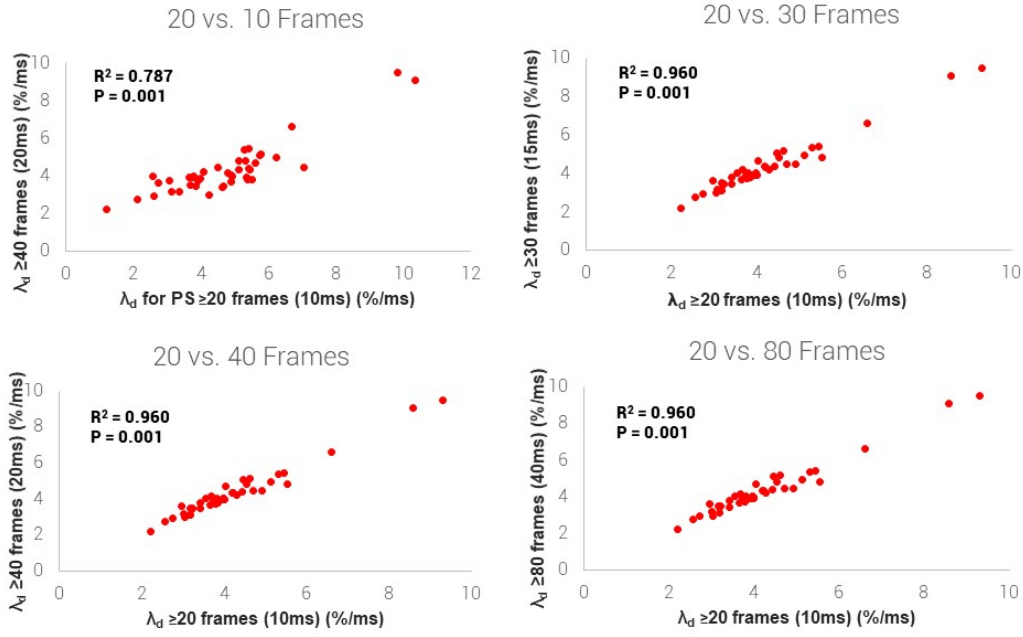 20 vs. 10 Frames
R² = 0.787
P = 0.001
λd ≥40 frames (20ms) (%/ms)
10
8
6
4
2
0
0 2 4 6 8 10 12
λd for PS ≥20 frames (10ms) (%/ms)
20 vs. 30 Frames
R² = 0.960
P = 0.001
λd ≥30 frames (15ms) (%/ms)
10
8
6
4
2
0
0 2 4 6 8 10
λd ≥20 frames (10ms) (%/ms)
20 vs. 40 Frames
R² = 0.960
P = 0.001
λd ≥40 frames (20ms) (%/ms)
10
8
6
4
2
0
0 2 4 6 8 10
λd ≥20 frames (10ms) (%/ms)
20 vs. 80 Frames
R² = 0.960
P = 0.001
λd ≥80 frames (40ms) (%/ms)
10
8
6
4
2
0
0 2 4 6 8 10
λd ≥20 frames (10ms) (%/ms)